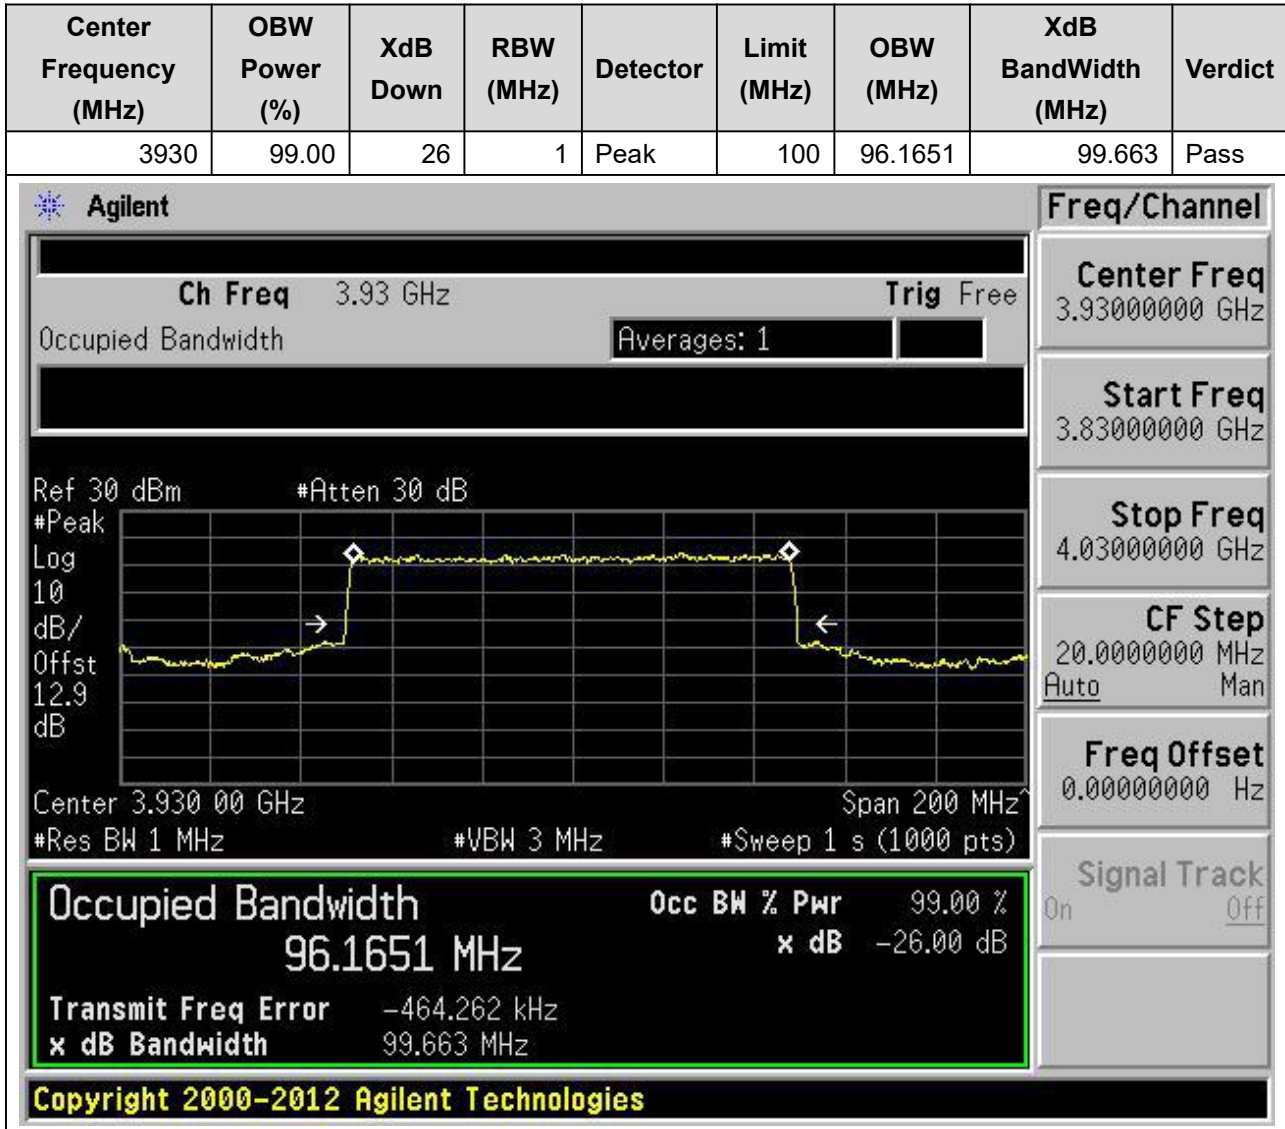 Center Frequency (MHz) OBW Power (%) XdB Down RBW (MHz) Detector Limit (MHz) OBW (MHz) XdB BandWidth (MHz) Verdict
3930 99.00 26 1 Peak 100 96.1651 99.663 Pass
Agilent
Freq/Channel
Ch Freq 3.93 GHz Trig Free
Occupied Bandwidth Averages: 1
Center Freq
3.93000000 GHz
Start Freq
3.83000000 GHz
Stop Freq
4.03000000 GHz
CF Step
20.0000000 MHz
Auto Man
Freq Offset
0.00000000 Hz
Signal Track
On Off
Ref 30 dBm #Atten 30 dB
#Peak
Log
10
dB/
Offst
12.9
dB
Center 3.930 00 GHz Span 200 MHz^
#Res BW 1 MHz #VBW 3 MHz #Sweep 1 s (1000 pts)
Occupied Bandwidth Occ BW % Pwr 99.00 %
96.1651 MHz x dB -26.00 dB
Transmit Freq Error -464.262 kHz
x dB Bandwidth 99.663 MHz
Copyright 2000-2012 Agilent Technologies